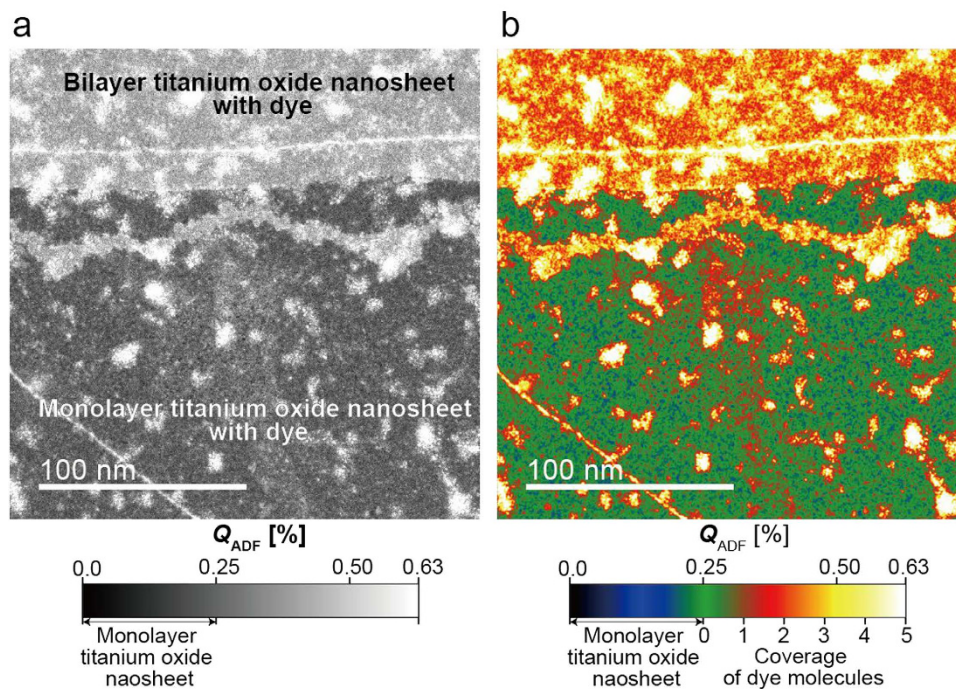 a
Bilayer titanium oxide nanosheet
with dye
Monolayer titanium oxide nanosheet
with dye
100 nm
Q ADF [%]
0.0 0.25 0.50 0.63
Monolayer
titanium oxide
naosheet
b
100 nm
Q ADF [%]
0.0 0.25 0.50 0.63
0 1 2 3 4 5
Monolayer
titanium oxide
naosheet
Coverage
of dye molecules